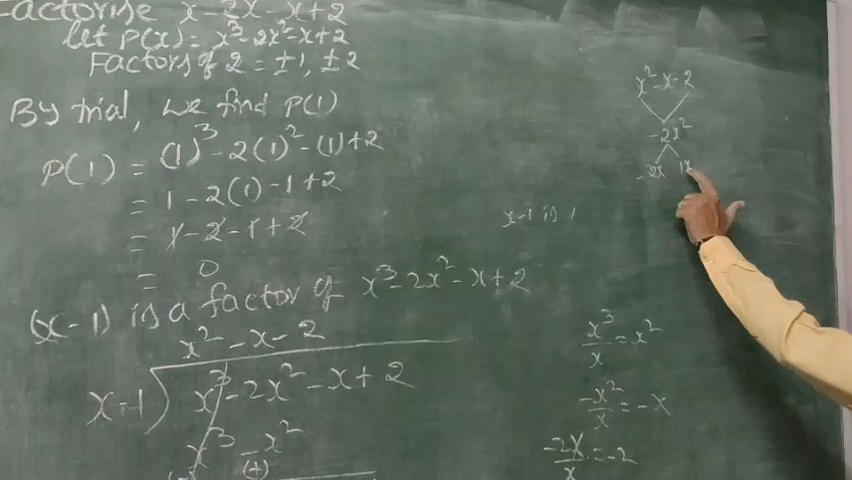 actorise x-2x-x+2
let P(x) = x³-2x²-x+2
Factors of 2 = ±1, ±2
By trial, we find P(1)
P(1) = (1)³-2(1)²-(1)+2
= 1-2(1)-1+2
= 1-2-1+2
= 0
(x-1) is a factor of x³-2x²-x+2
x²-x-2
x-1) x³-2x²-x+2
x³-x²
(-) (+)
x²-x-2
-2x²
-2x 1x
x-1 is 1
x³/x = x²
-x²/x = -x
-2x/x = -2